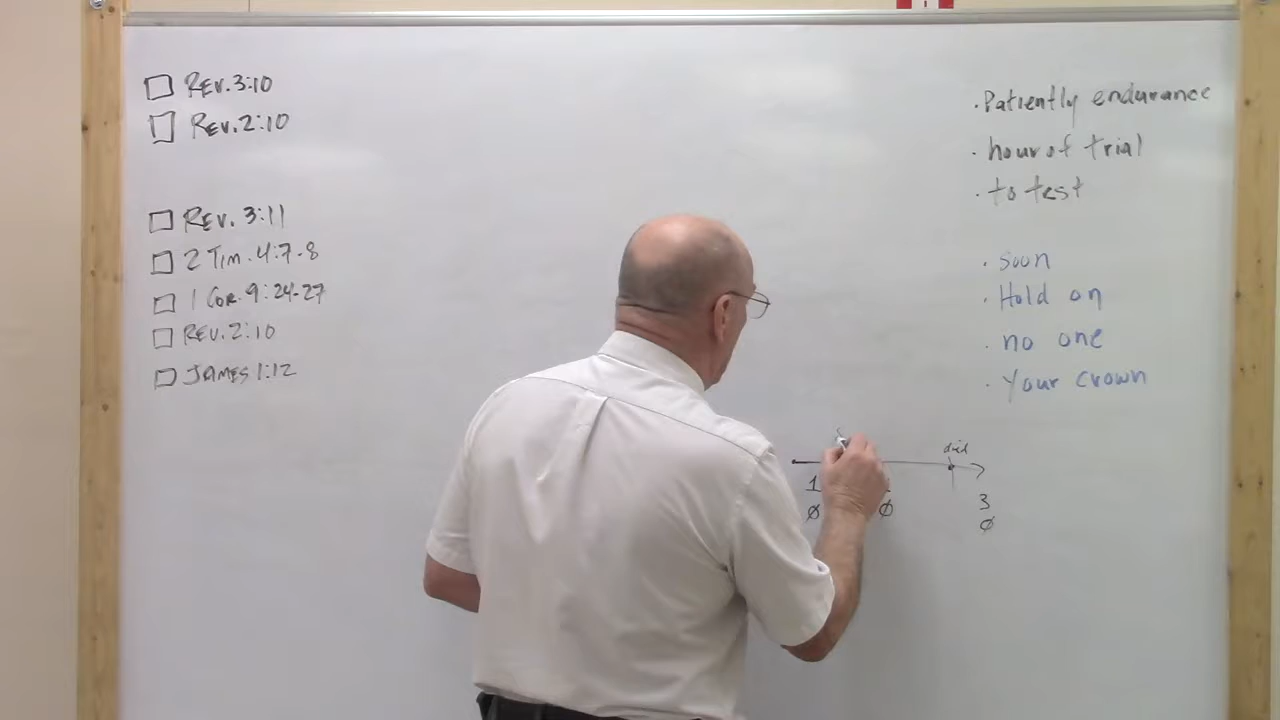 ☐ REV. 3:10
☐ REV. 2:10
☐ REV. 3:11
☐ 2 TIM. 4:7-8
☐ 1 COR. 9:24-27
☐ REV. 2:10
☐ JAMES 1:12
· Patiently endurance
· hour of trial
· to test
· soon
· Hold on
· no one
· Your crown
died
1 3
∅ ∅ ∅